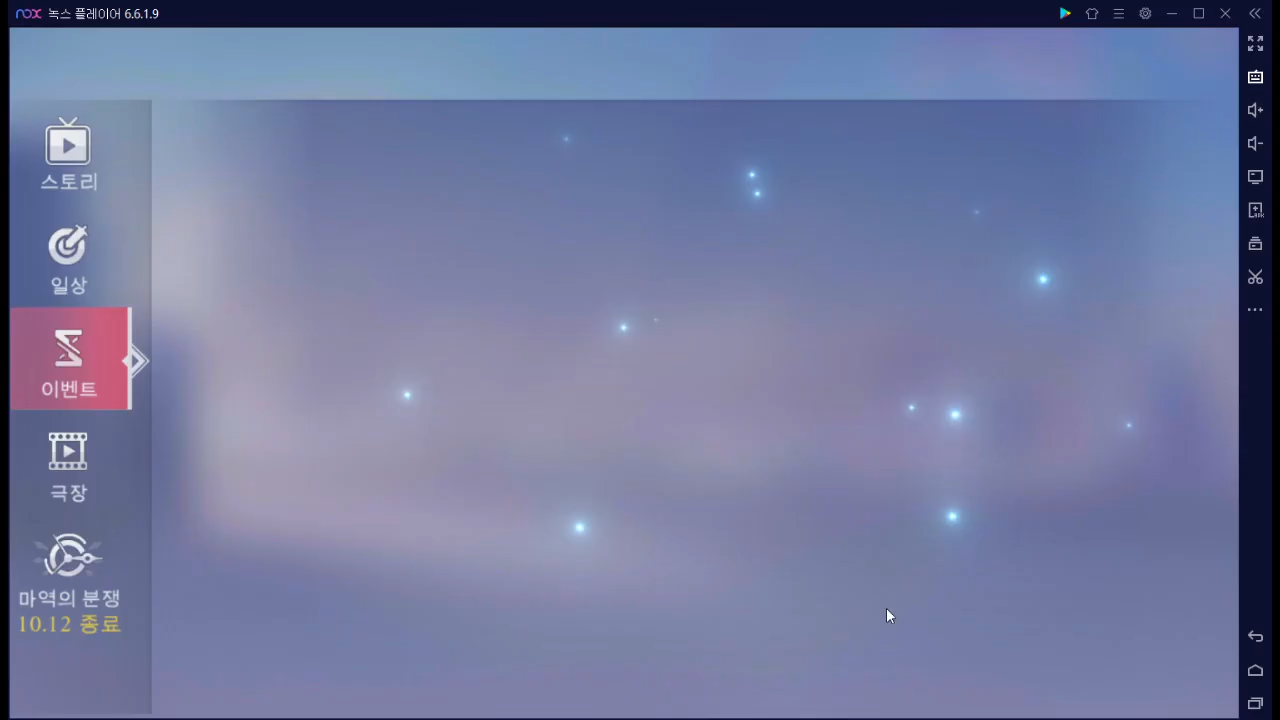 nox 녹스 플레이어 6.6.1.9
스토리
일상
이벤트
극장
마역의 분쟁
10.12 종료